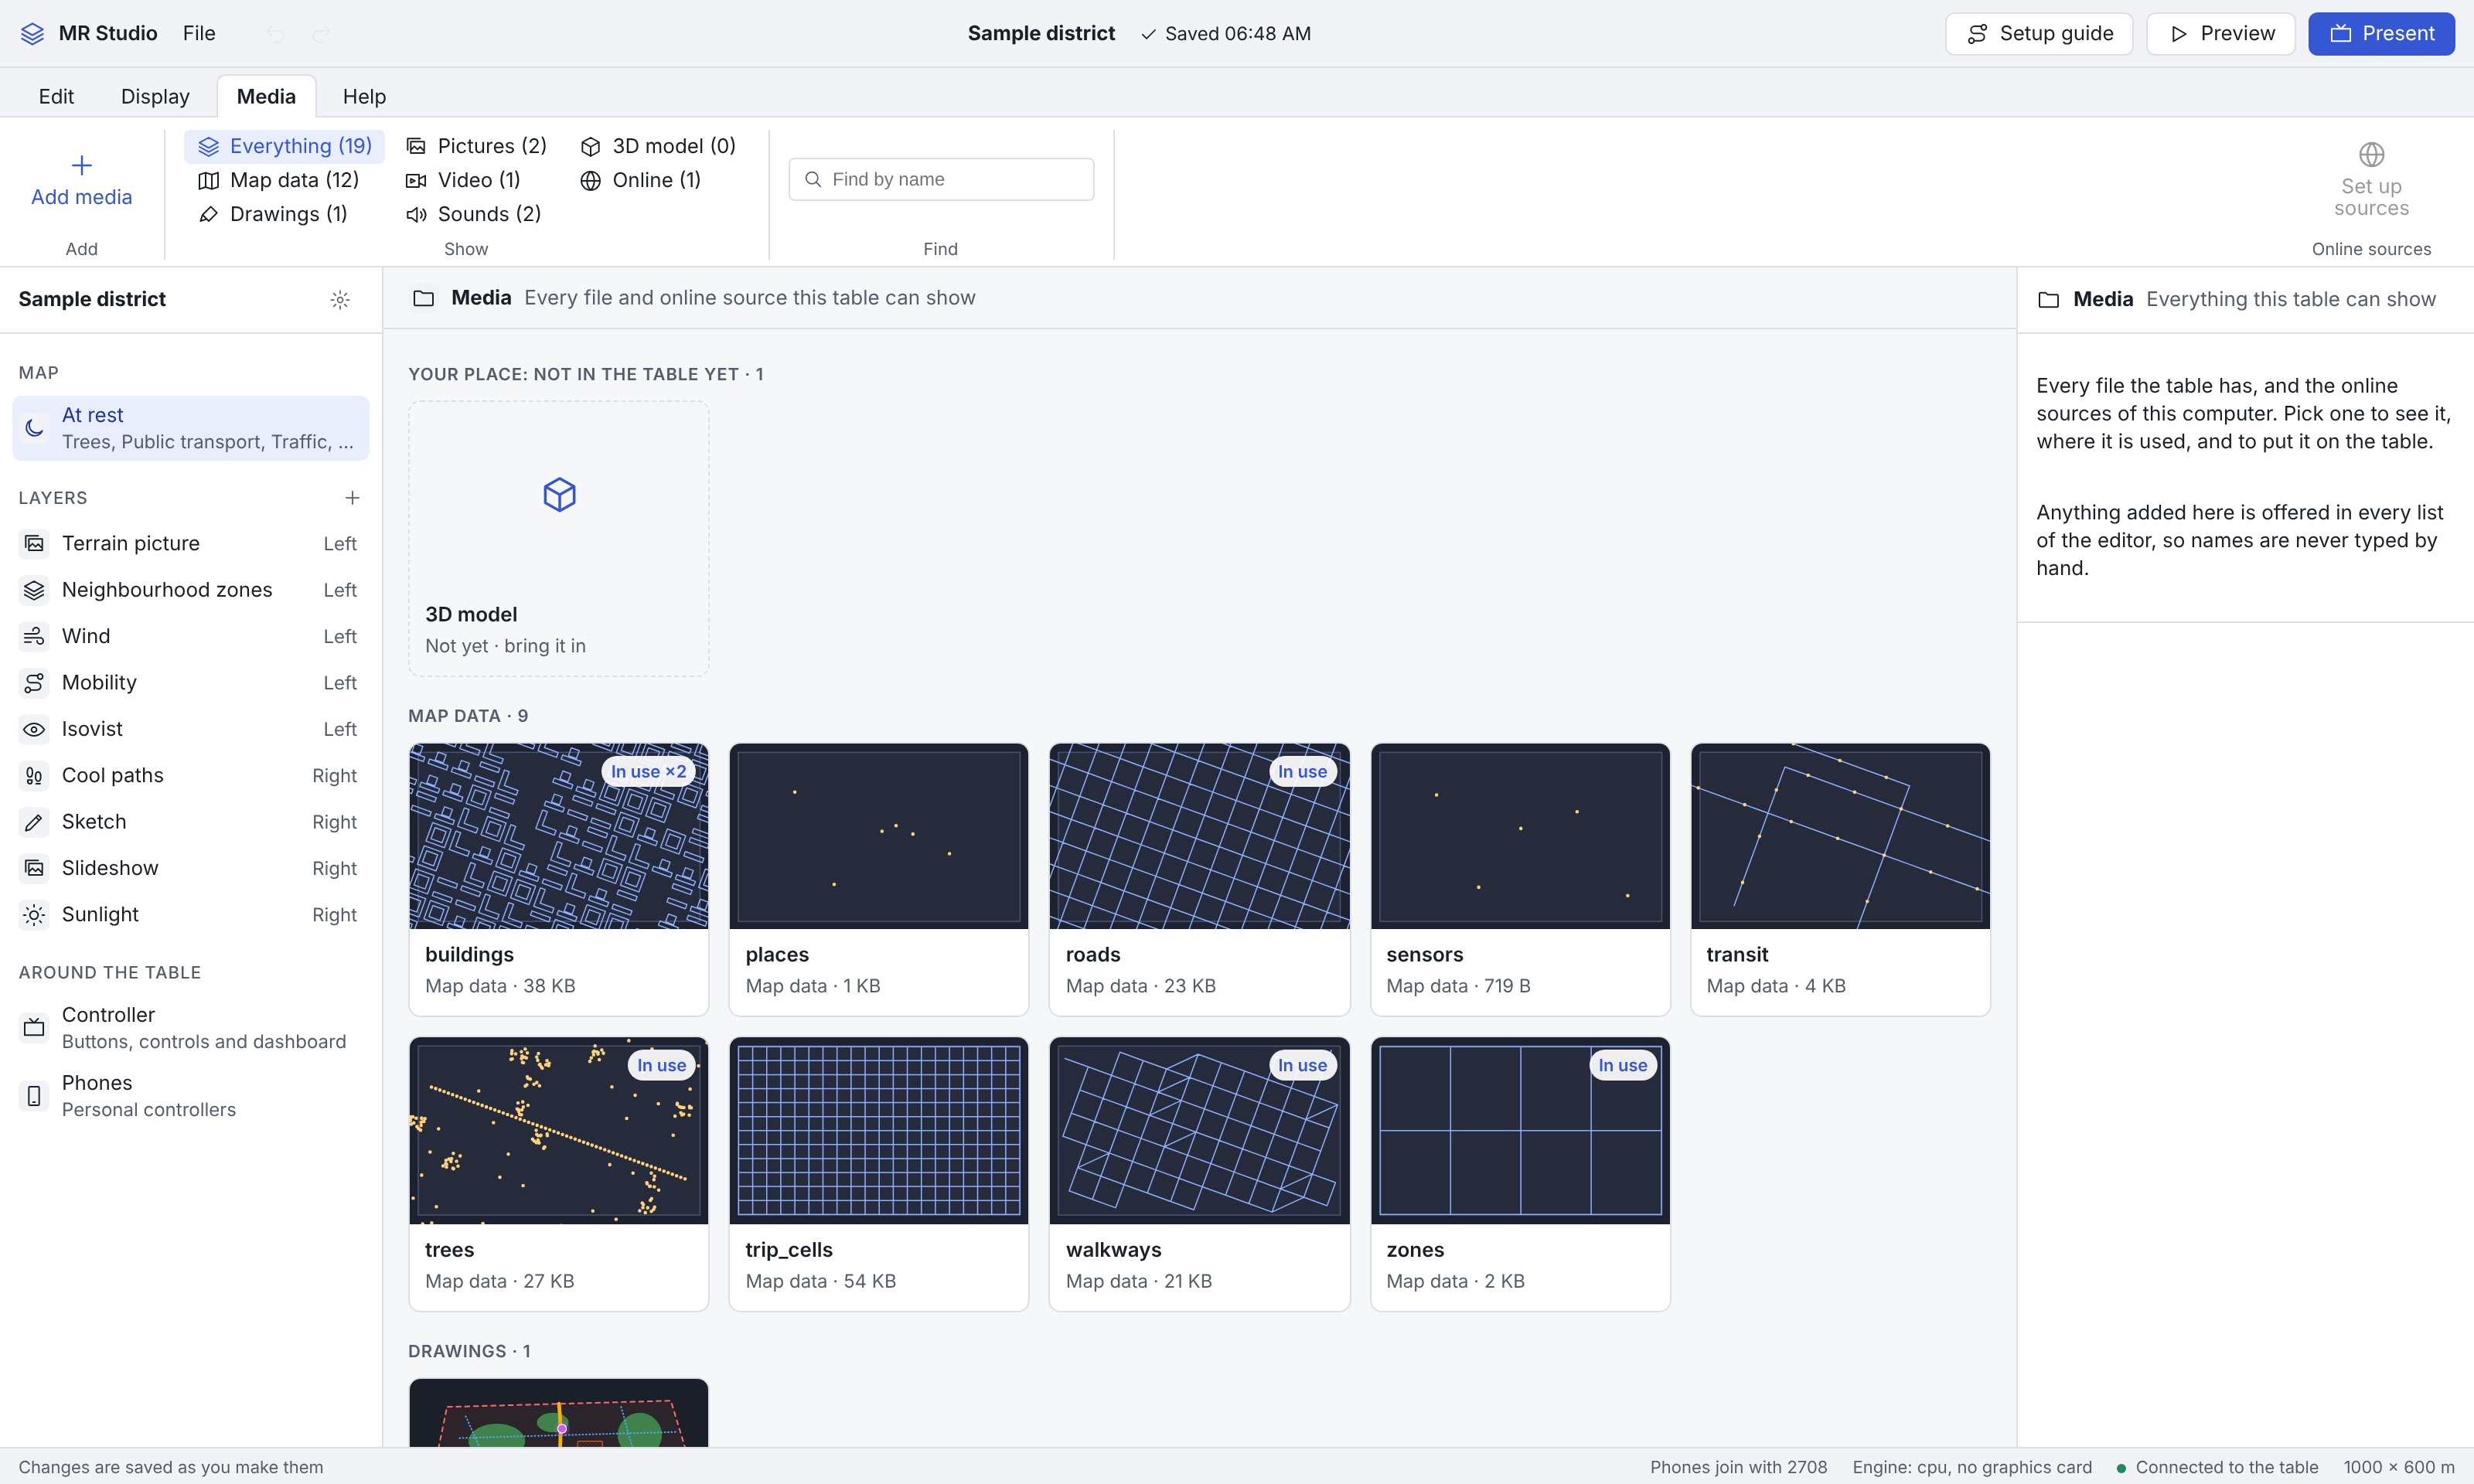 MR Studio File
Sample district Saved 06:48 AM
Setup guide Preview Present
Edit Display Media Help
Add media
Add
Everything (19) Pictures (2) 3D model (0)
Map data (12) Video (1) Online (1)
Drawings (1) Sounds (2)
Show
Find by name
Find
Set up
sources
Online sources
Sample district
MAP
At rest
Trees, Public transport, Traffic, ...
LAYERS
Terrain picture Left
Neighbourhood zones Left
Wind Left
Mobility Left
Isovist Left
Cool paths Right
Sketch Right
Slideshow Right
Sunlight Right
AROUND THE TABLE
Controller
Buttons, controls and dashboard
Phones
Personal controllers
Media Every file and online source this table can show
YOUR PLACE: NOT IN THE TABLE YET · 1
3D model
Not yet · bring it in
MAP DATA · 9
In use ×2
In use
buildings
Map data · 38 KB
places
Map data · 1 KB
roads
Map data · 23 KB
sensors
Map data · 719 B
transit
Map data · 4 KB
In use
In use
In use
trees
Map data · 27 KB
trip_cells
Map data · 54 KB
walkways
Map data · 21 KB
zones
Map data · 2 KB
DRAWINGS · 1
Media Everything this table can show
Every file the table has, and the online
sources of this computer. Pick one to see it,
where it is used, and to put it on the table.
Anything added here is offered in every list
of the editor, so names are never typed by
hand.
Changes are saved as you make them
Phones join with 2708 Engine: cpu, no graphics card Connected to the table 1000 × 600 m